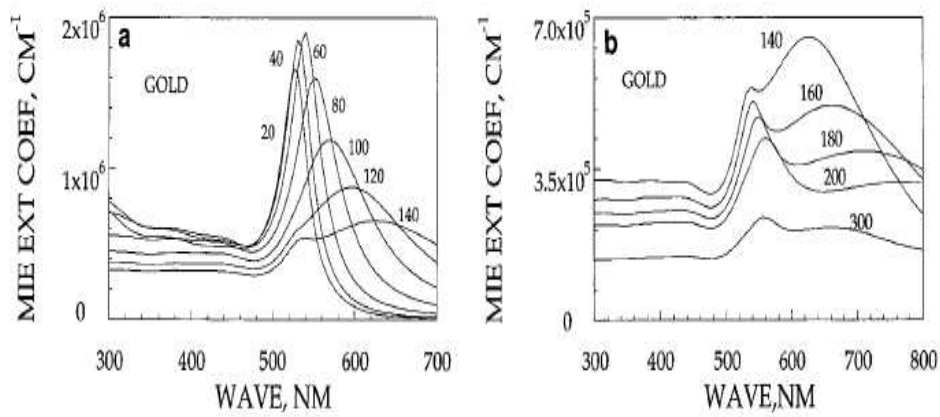 a
GOLD
MIE EXT COEF, CM⁻¹
2x10⁶
1x10⁶
0
40
60
20
80
100
120
140
300 400 500 600 700
WAVE, NM
b
GOLD
MIE EXT COEF, CM⁻¹
7.0x10⁵
3.5x10⁵
0
140
160
180
200
300
300 400 500 600 700 800
WAVE,NM